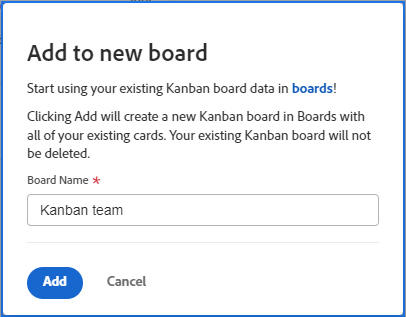 Add to new board
Start using your existing Kanban board data in boards!
Clicking Add will create a new Kanban board in Boards with
all of your existing cards. Your existing Kanban board will not
be deleted.
Board Name *
Kanban team
Add Cancel